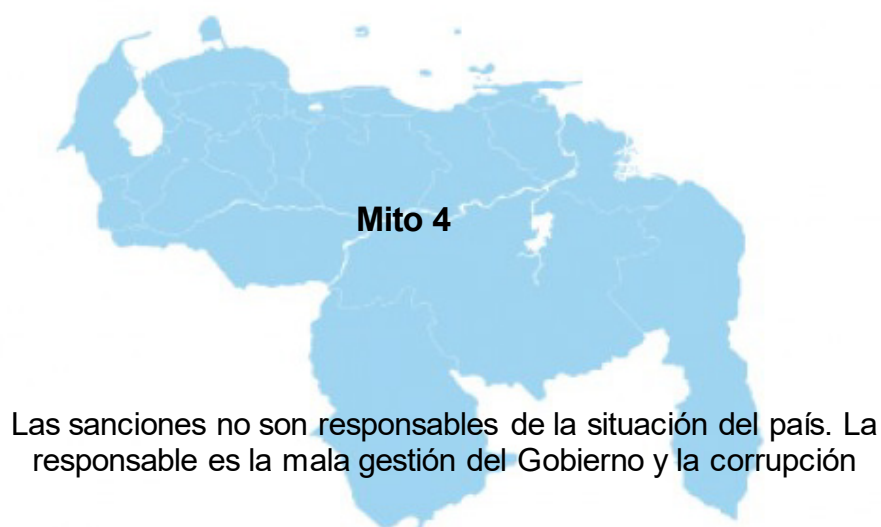 Mito 4
Las sanciones no son responsables de la situación del país. La
responsable es la mala gestión del Gobierno y la corrupción